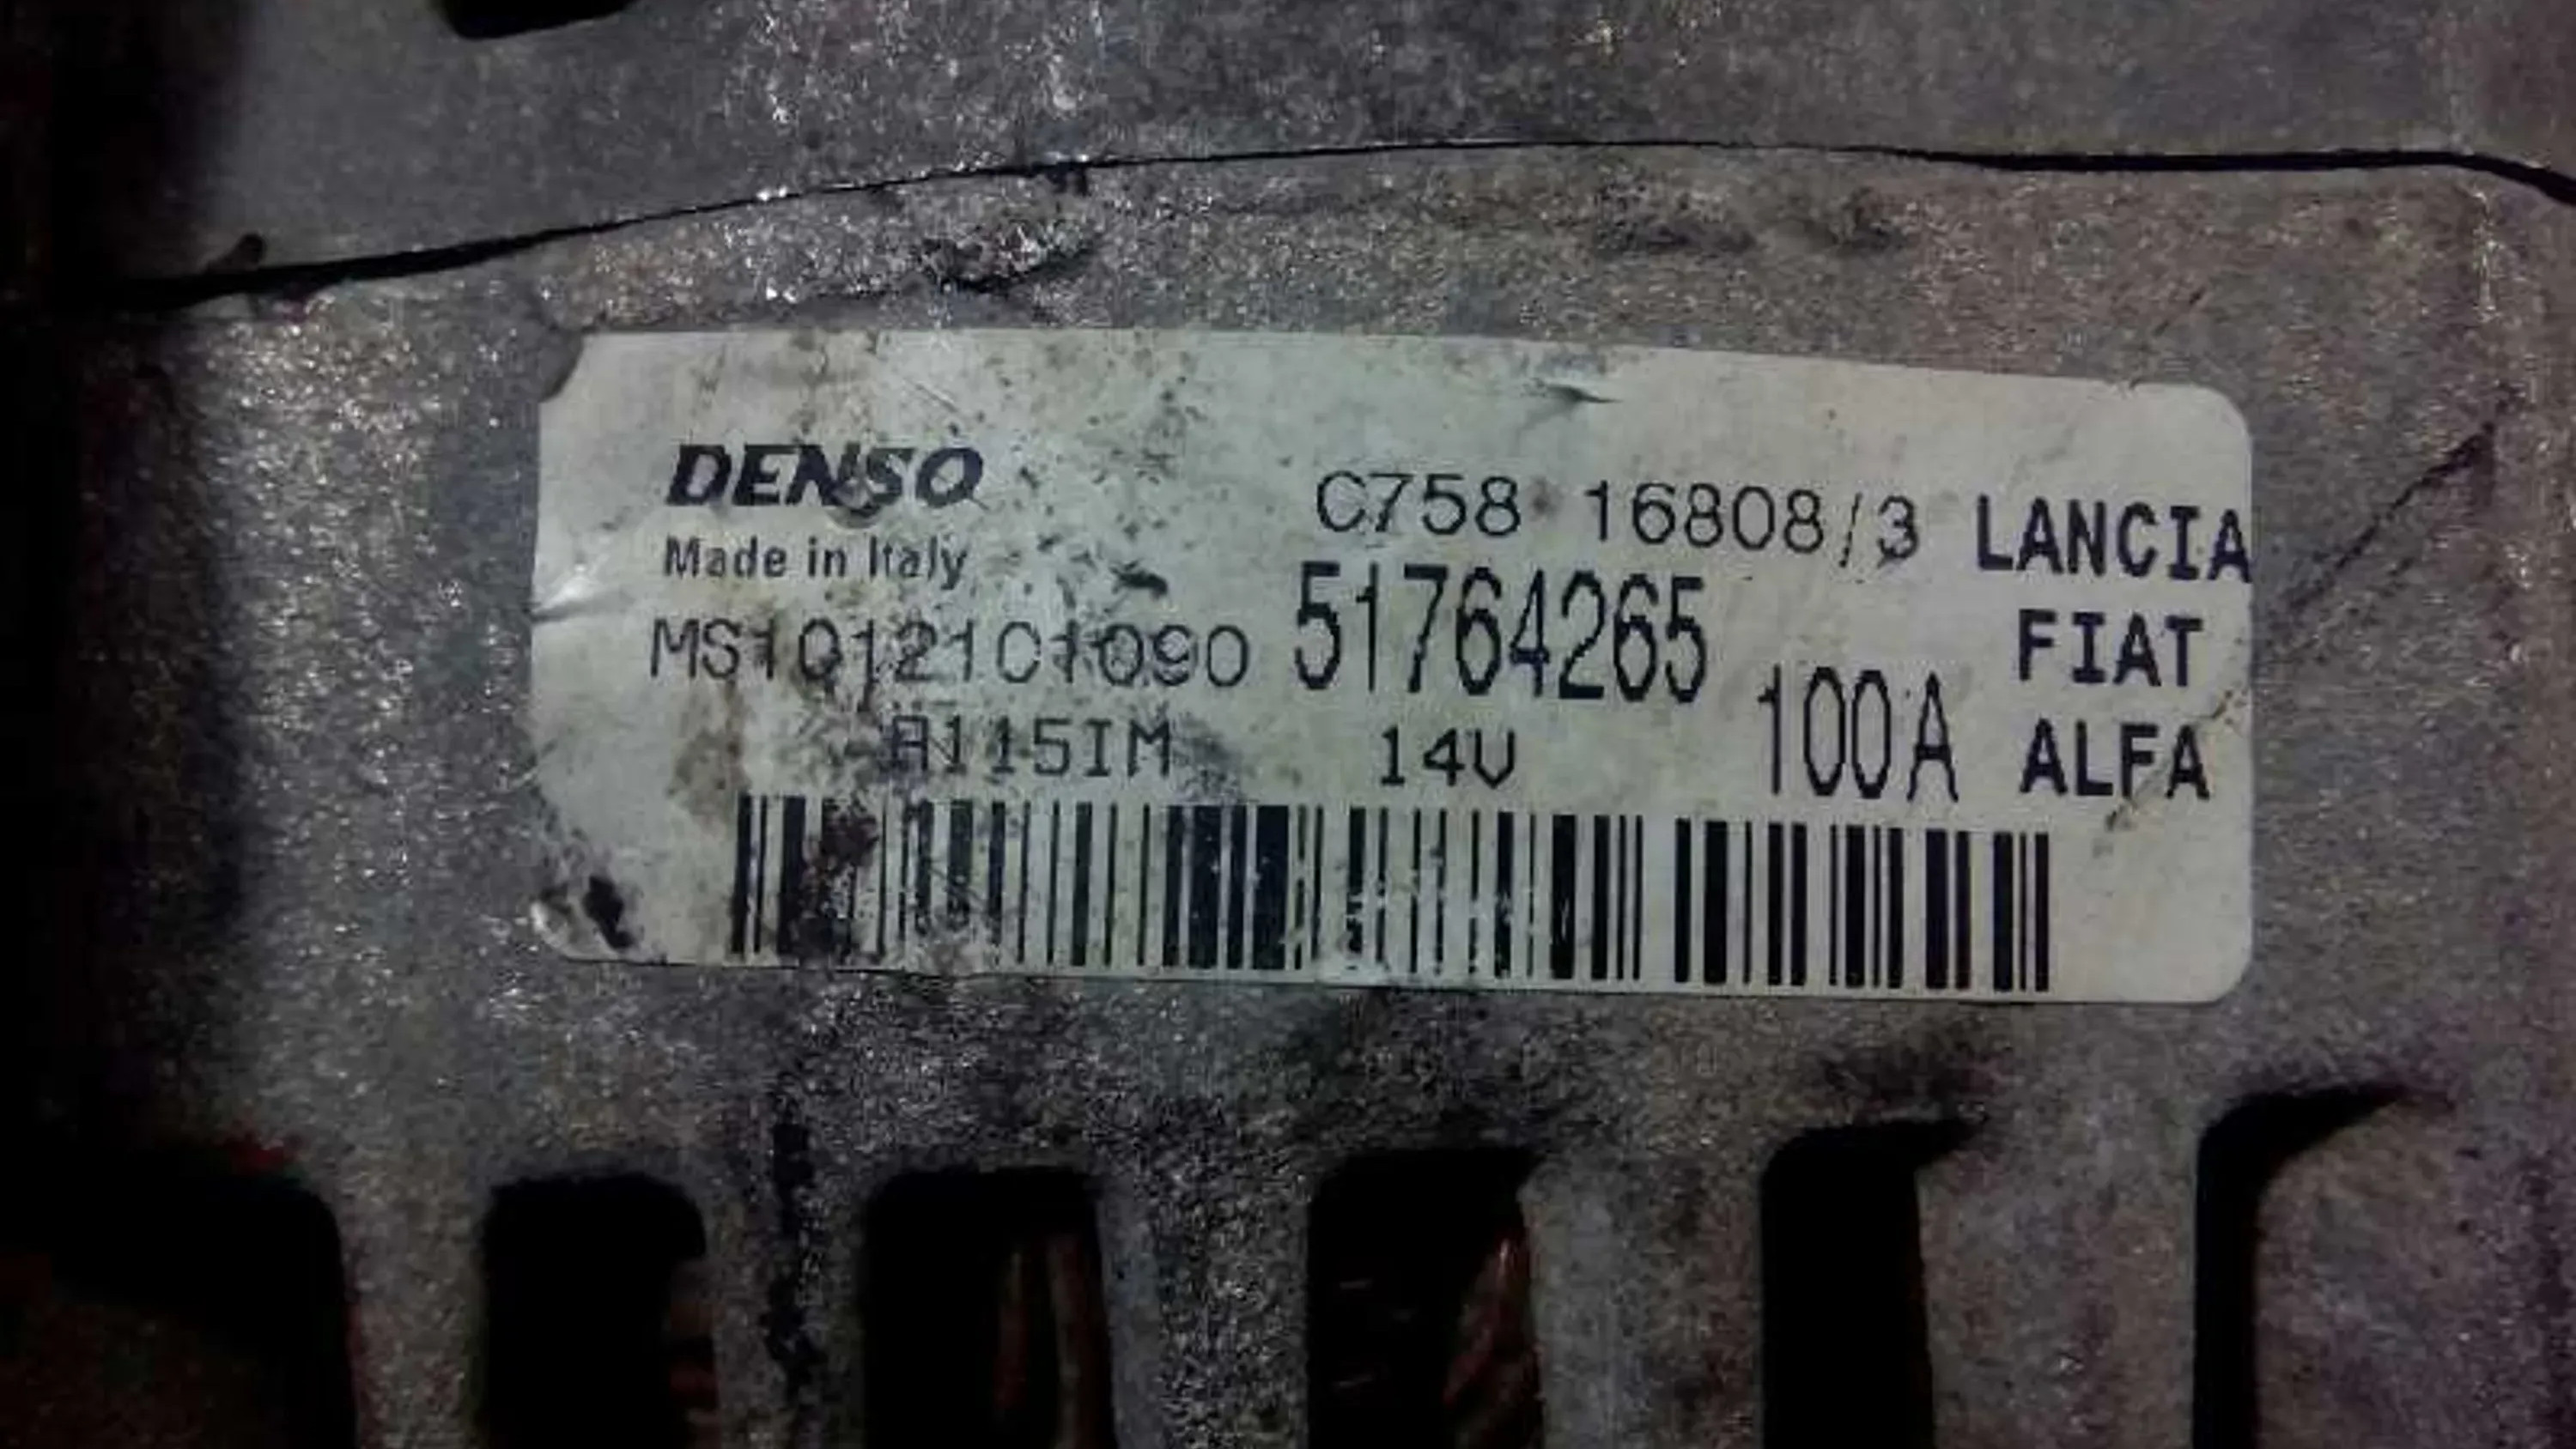 DENSO
Made in Italy
C758 16808/3
MS1012101090
51764265
A115IM
14V
100A
LANCIA
FIAT
ALFA